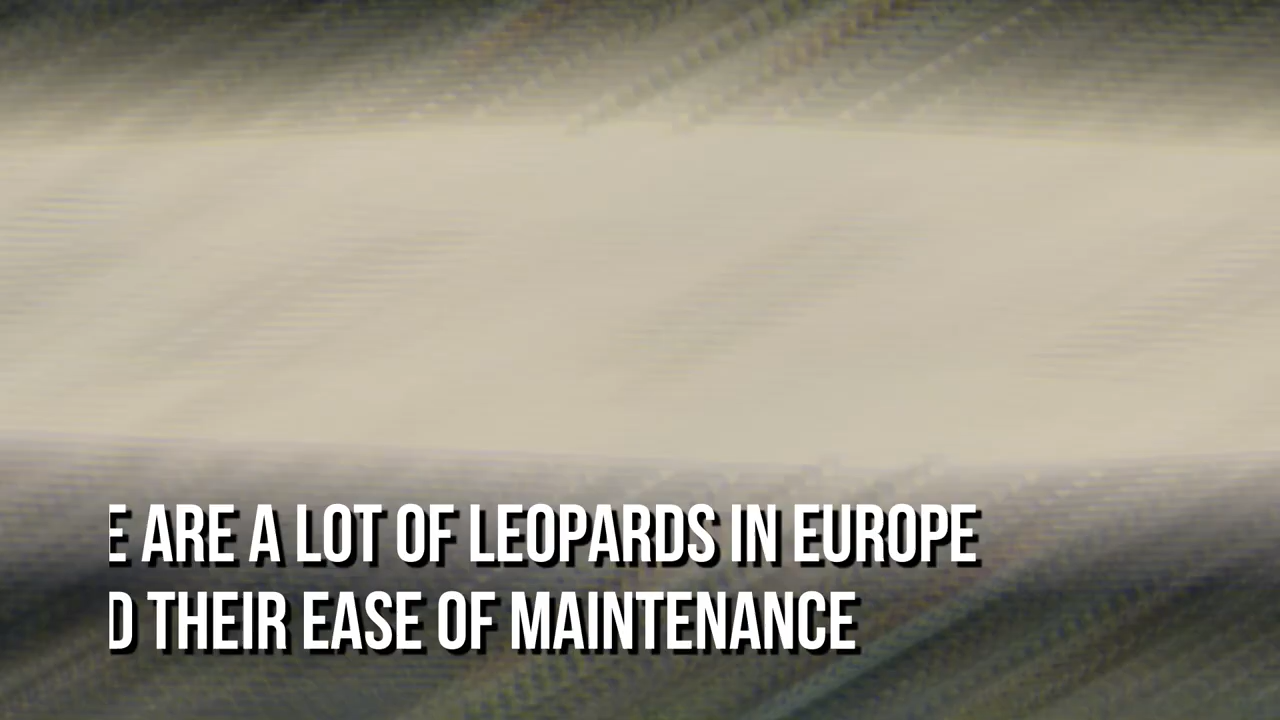 E ARE A LOT OF LEOPARDS IN EUROPE
D THEIR EASE OF MAINTENANCE